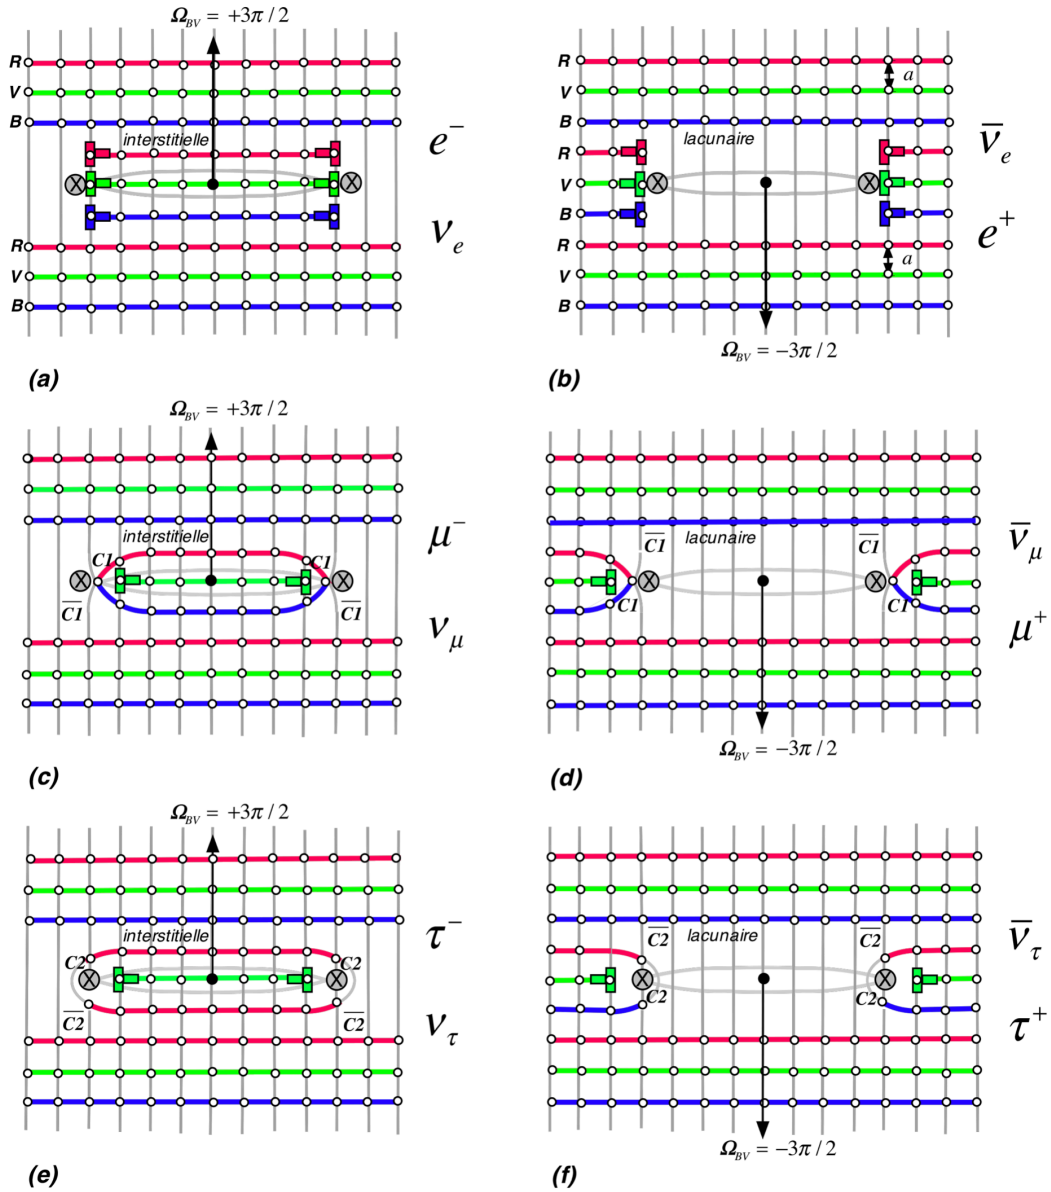 Ω_BV = +3π / 2
R
V
B
interstitielle
R
V
B
e⁻
ν_e
(a)
R
V
B
R
V
B
R
V
B
a
lacunaire
a
ν̅_e
e⁺
Ω_BV = −3π / 2
(b)
Ω_BV = +3π / 2
interstitielle
C1
C1
C̅1̅
C̅1̅
μ⁻
ν_μ
(c)
lacunaire
C̅1̅
C̅1̅
C1
C1
ν̅_μ
μ⁺
Ω_BV = −3π / 2
(d)
Ω_BV = +3π / 2
interstitielle
C2
C2
C̅2̅
C̅2̅
τ⁻
ν_τ
(e)
lacunaire
C̅2̅
C̅2̅
C2
C2
ν̅_τ
τ⁺
Ω_BV = −3π / 2
(f)